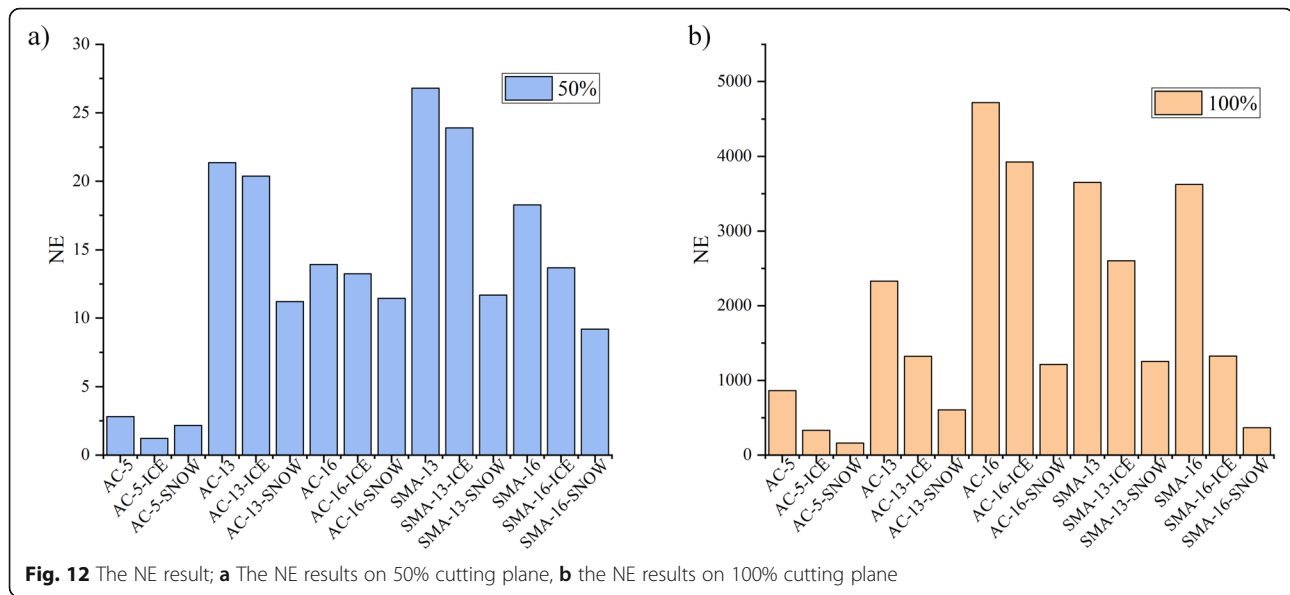 a)
30
25
20
15
10
5
0
NE
50%
AC-5
AC-5-ICE
AC-5-SNOW
AC-13
AC-13-ICE
AC-13-SNOW
AC-16
AC-16-ICE
AC-16-SNOW
SMA-13
SMA-13-ICE
SMA-13-SNOW
SMA-16
SMA-16-ICE
SMA-16-SNOW
b)
5000
4000
3000
2000
1000
0
NE
100%
AC-5
AC-5-ICE
AC-5-SNOW
AC-13
AC-13-ICE
AC-13-SNOW
AC-16
AC-16-ICE
AC-16-SNOW
SMA-13
SMA-13-ICE
SMA-13-SNOW
SMA-16
SMA-16-ICE
SMA-16-SNOW
Fig. 12 The NE result; a The NE results on 50% cutting plane, b the NE results on 100% cutting plane